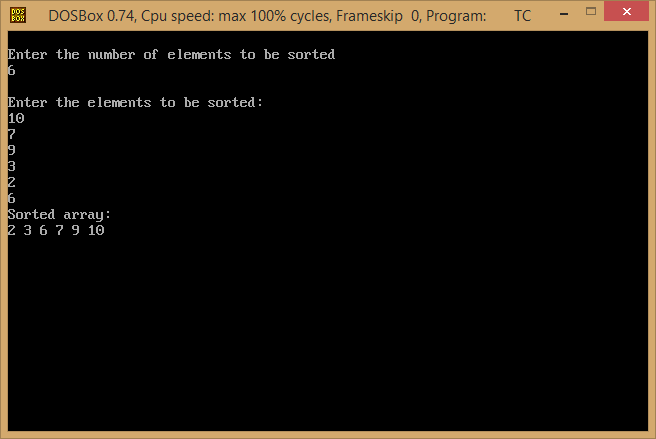 DOS BOX
DOSBox 0.74, Cpu speed: max 100% cycles, Frameskip 0, Program: TC
Enter the number of elements to be sorted
6
Enter the elements to be sorted:
10
7
9
3
2
6
Sorted array:
2 3 6 7 9 10